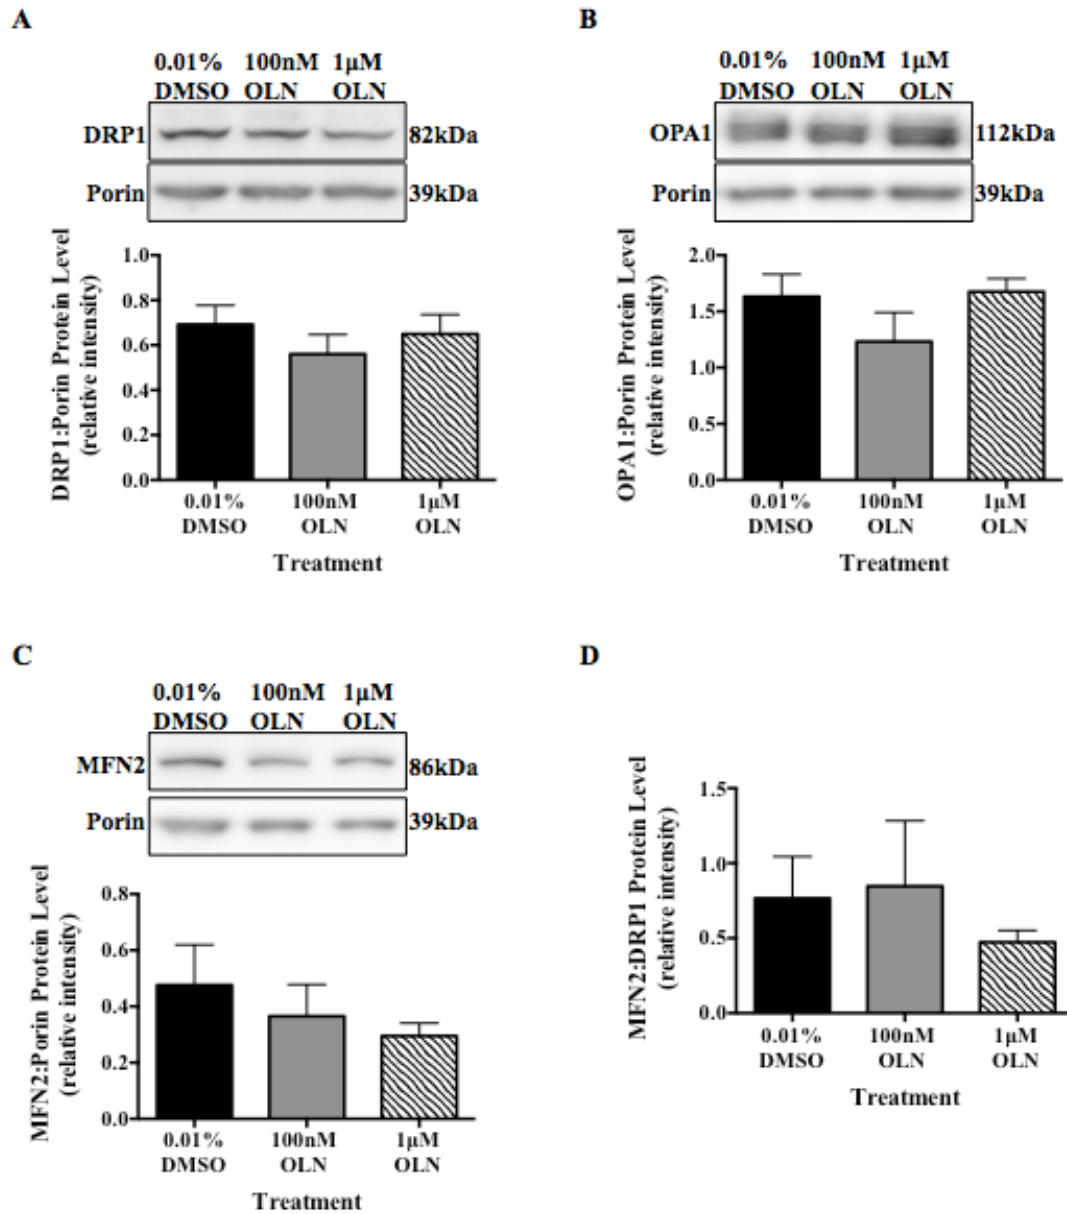 A
0.01% 100nM 1µM
DMSO OLN OLN
DRP1 82kDa
Porin 39kDa
DRP1:Porin Protein Level
(relative intensity)
1.0
0.8
0.6
0.4
0.2
0.0
0.01% 100nM 1µM
DMSO OLN OLN
Treatment
B
0.01% 100nM 1µM
DMSO OLN OLN
OPA1 112kDa
Porin 39kDa
OPA1:Porin Protein Level
(relative intensity)
2.0
1.5
1.0
0.5
0.0
0.01% 100nM 1µM
DMSO OLN OLN
Treatment
C
0.01% 100nM 1µM
DMSO OLN OLN
MFN2 86kDa
Porin 39kDa
MFN2:Porin Protein Level
(relative intensity)
0.8
0.6
0.4
0.2
0.0
0.01% 100nM 1µM
DMSO OLN OLN
Treatment
D
MFN2:DRP1 Protein Level
(relative intensity)
1.5
1.0
0.5
0.0
0.01% 100nM 1µM
DMSO OLN OLN
Treatment